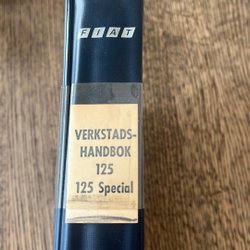 FIAT
VERKSTADS-
HANDBOK
125
125 Special